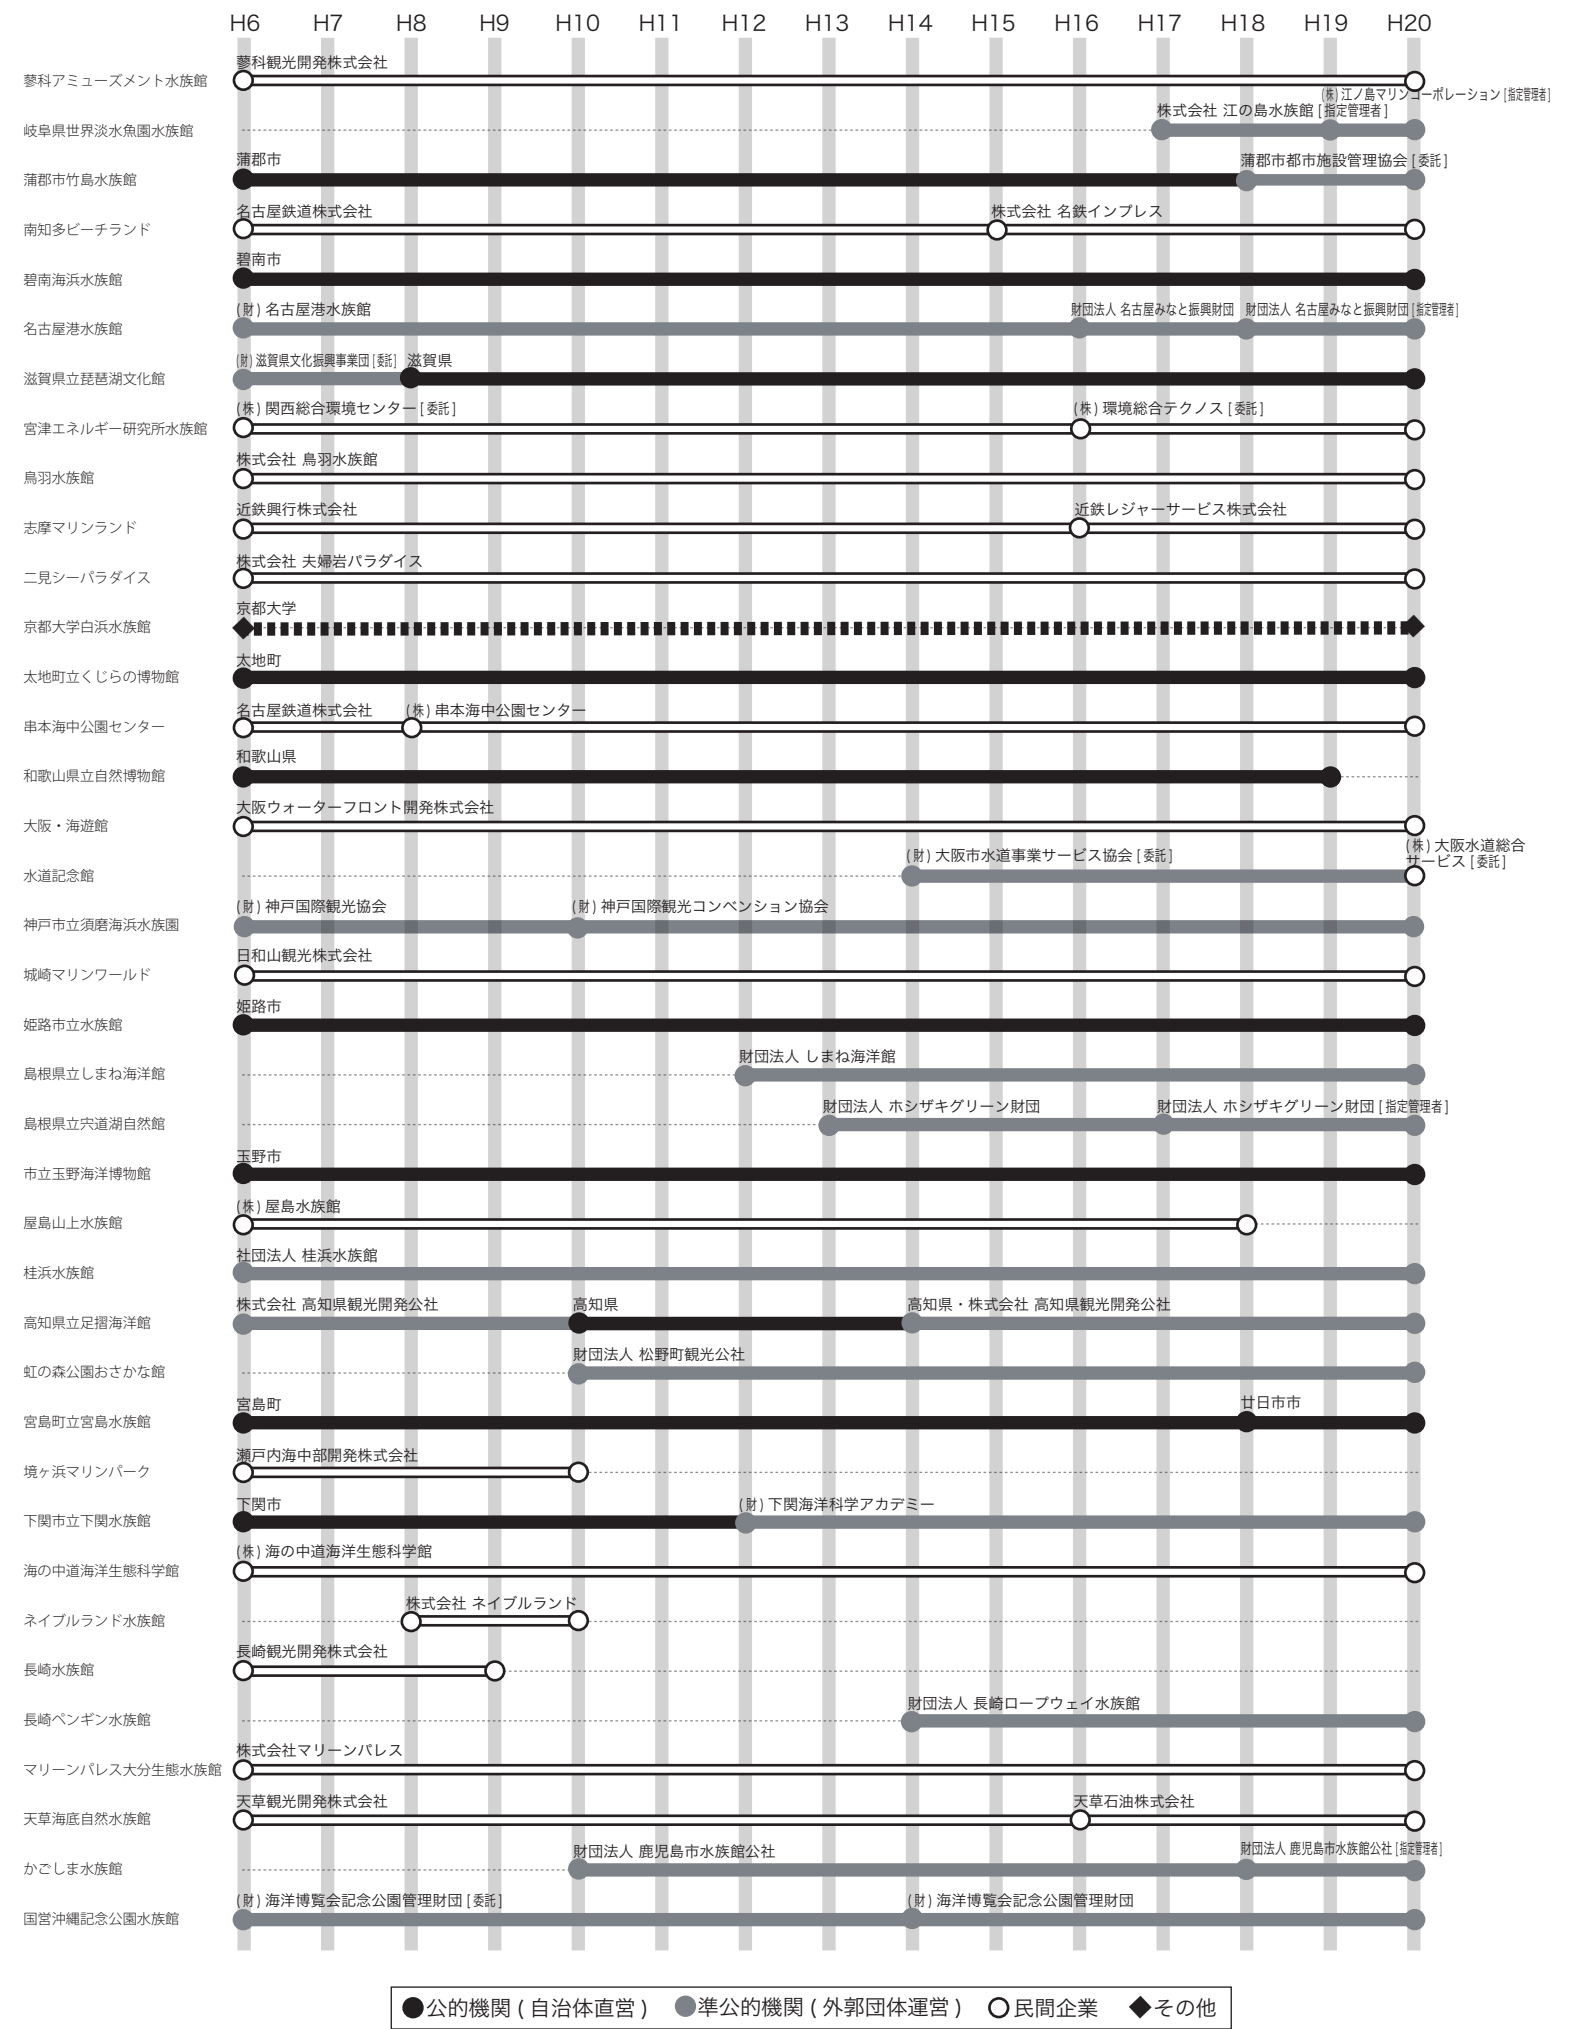 H6 H7 H8 H9 H10 H11 H12 H13 H14 H15 H16 H17 H18 H19 H20
蓼科観光開発株式会社
蓼科アミューズメント水族館
(株) 江ノ島マリンコーポレーション [指定管理者]
株式会社 江の島水族館 [指定管理者]
岐阜県世界淡水魚園水族館
蒲郡市 蒲郡市都市施設管理協会 [委託]
蒲郡市竹島水族館
名古屋鉄道株式会社 株式会社 名鉄インプレス
南知多ビーチランド
碧南市
碧南海浜水族館
(財) 名古屋港水族館 財団法人 名古屋みなと振興財団 財団法人 名古屋みなと振興財団 [指定管理者]
名古屋港水族館
(財) 滋賀県文化振興事業団 [委託] 滋賀県
滋賀県立琵琶湖文化館
(株) 関西総合環境センター [委託] (株) 環境総合テクノス [委託]
宮津エネルギー研究所水族館
株式会社 鳥羽水族館
鳥羽水族館
近鉄興行株式会社 近鉄レジャーサービス株式会社
志摩マリンランド
株式会社 夫婦岩パラダイス
二見シーパラダイス
京都大学
京都大学白浜水族館
太地町
太地町立くじらの博物館
名古屋鉄道株式会社 (株) 串本海中公園センター
串本海中公園センター
和歌山県
和歌山県立自然博物館
大阪ウォーターフロント開発株式会社
大阪・海遊館
(株) 大阪水道総合
(財) 大阪市水道事業サービス協会 [委託] サービス [委託]
水道記念館
(財) 神戸国際観光協会 (財) 神戸国際観光コンベンション協会
神戸市立須磨海浜水族園
日和山観光株式会社
城崎マリンワールド
姫路市
姫路市立水族館
財団法人 しまね海洋館
島根県立しまね海洋館
財団法人 ホシザキグリーン財団 財団法人 ホシザキグリーン財団 [指定管理者]
島根県立宍道湖自然館
玉野市
市立玉野海洋博物館
(株) 屋島水族館
屋島山上水族館
社団法人 桂浜水族館
桂浜水族館
株式会社 高知県観光開発公社 高知県 高知県・株式会社 高知県観光開発公社
高知県立足摺海洋館
財団法人 松野町観光公社
虹の森公園おさかな館
宮島町 廿日市市
宮島町立宮島水族館
瀬戸内海中部開発株式会社
境ヶ浜マリンパーク
下関市 (財) 下関海洋科学アカデミー
下関市立下関水族館
(株) 海の中道海洋生態科学館
海の中道海洋生態科学館
株式会社 ネイブルランド
ネイブルランド水族館
長崎観光開発株式会社
長崎水族館
財団法人 長崎ロープウェイ水族館
長崎ペンギン水族館
株式会社マリーンパレス
マリーンパレス大分生態水族館
天草観光開発株式会社 天草石油株式会社
天草海底自然水族館
財団法人 鹿児島市水族館公社 財団法人 鹿児島市水族館公社 [指定管理者]
かごしま水族館
(財) 海洋博覧会記念公園管理財団 [委託] (財) 海洋博覧会記念公園管理財団
国営沖縄記念公園水族館
公的機関 ( 自治体直営 ) 準公的機関 ( 外郭団体運営 ) 民間企業 その他